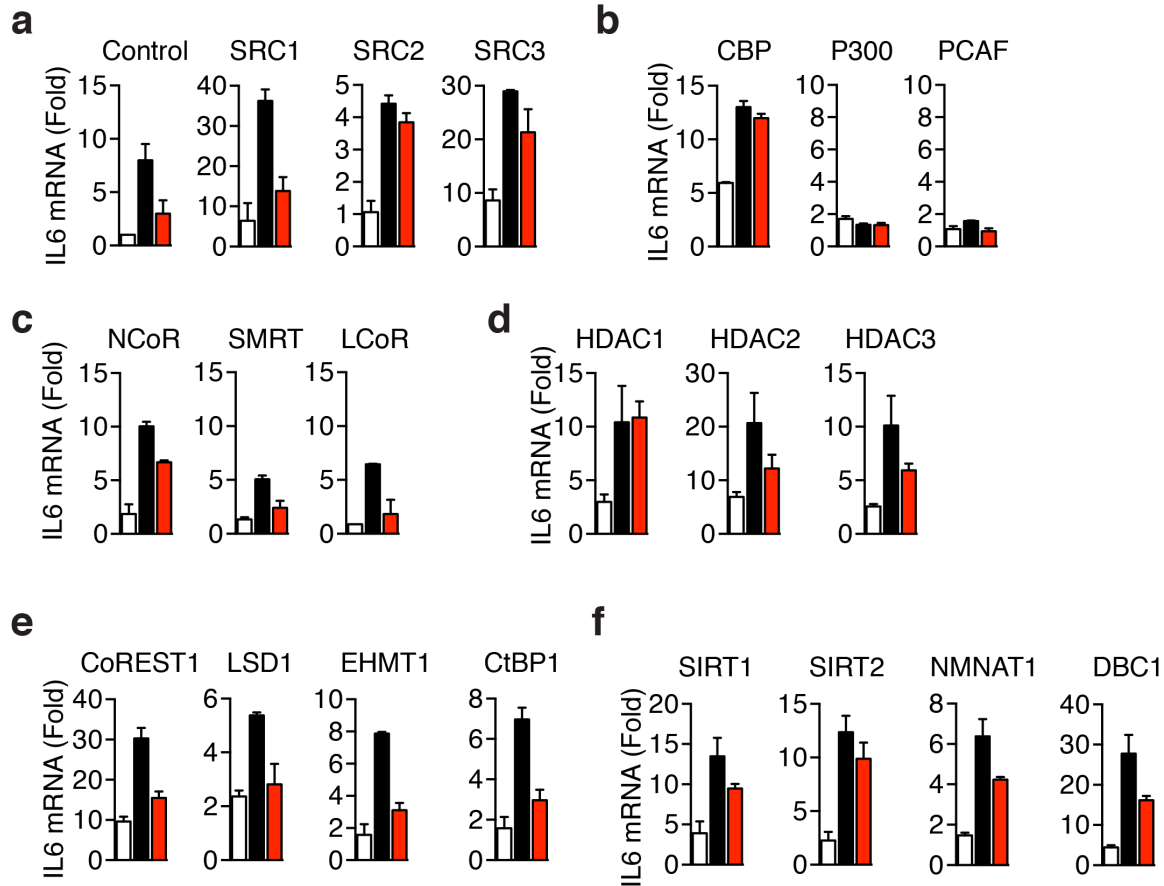 a
Control SRC1 SRC2 SRC3
IL6 mRNA (Fold)
15 10 5 0
40 30 20 10 0
5 4 3 2 1 0
30 20 10 0
b
CBP P300 PCAF
IL6 mRNA (Fold)
15 10 5 0
10 8 6 4 2 0
10 8 6 4 2 0
c
NCoR SMRT LCoR
IL6 mRNA (Fold)
15 10 5 0
15 10 5 0
15 10 5 0
d
HDAC1 HDAC2 HDAC3
IL6 mRNA (Fold)
15 10 5 0
30 20 10 0
15 10 5 0
e
CoREST1 LSD1 EHMT1 CtBP1
IL6 mRNA (Fold)
40 30 20 10 0
6 4 2 0
10 8 6 4 2 0
8 6 4 2 0
f
SIRT1 SIRT2 NMNAT1 DBC1
IL6 mRNA (Fold)
20 15 10 5 0
15 10 5 0
8 6 4 2 0
40 30 20 10 0